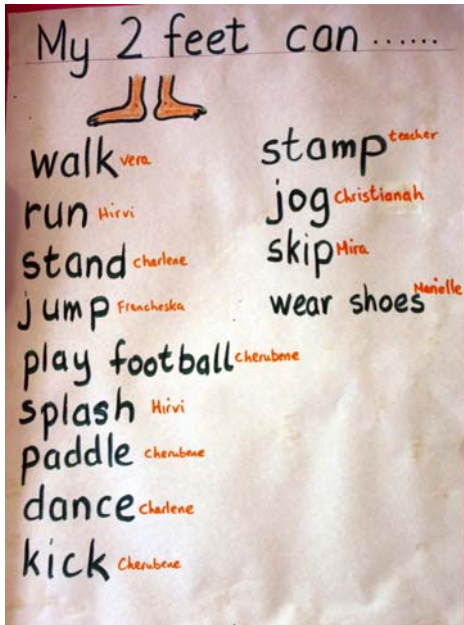 My 2 feet can ......
walk vera
run Hirvi
stand charlene
jump Francheska
play football cherubene
splash Hirvi
paddle cherubene
dance charlene
kick Cherubene
stamp teacher
jog Christianah
skip Mira
wear shoes Marielle